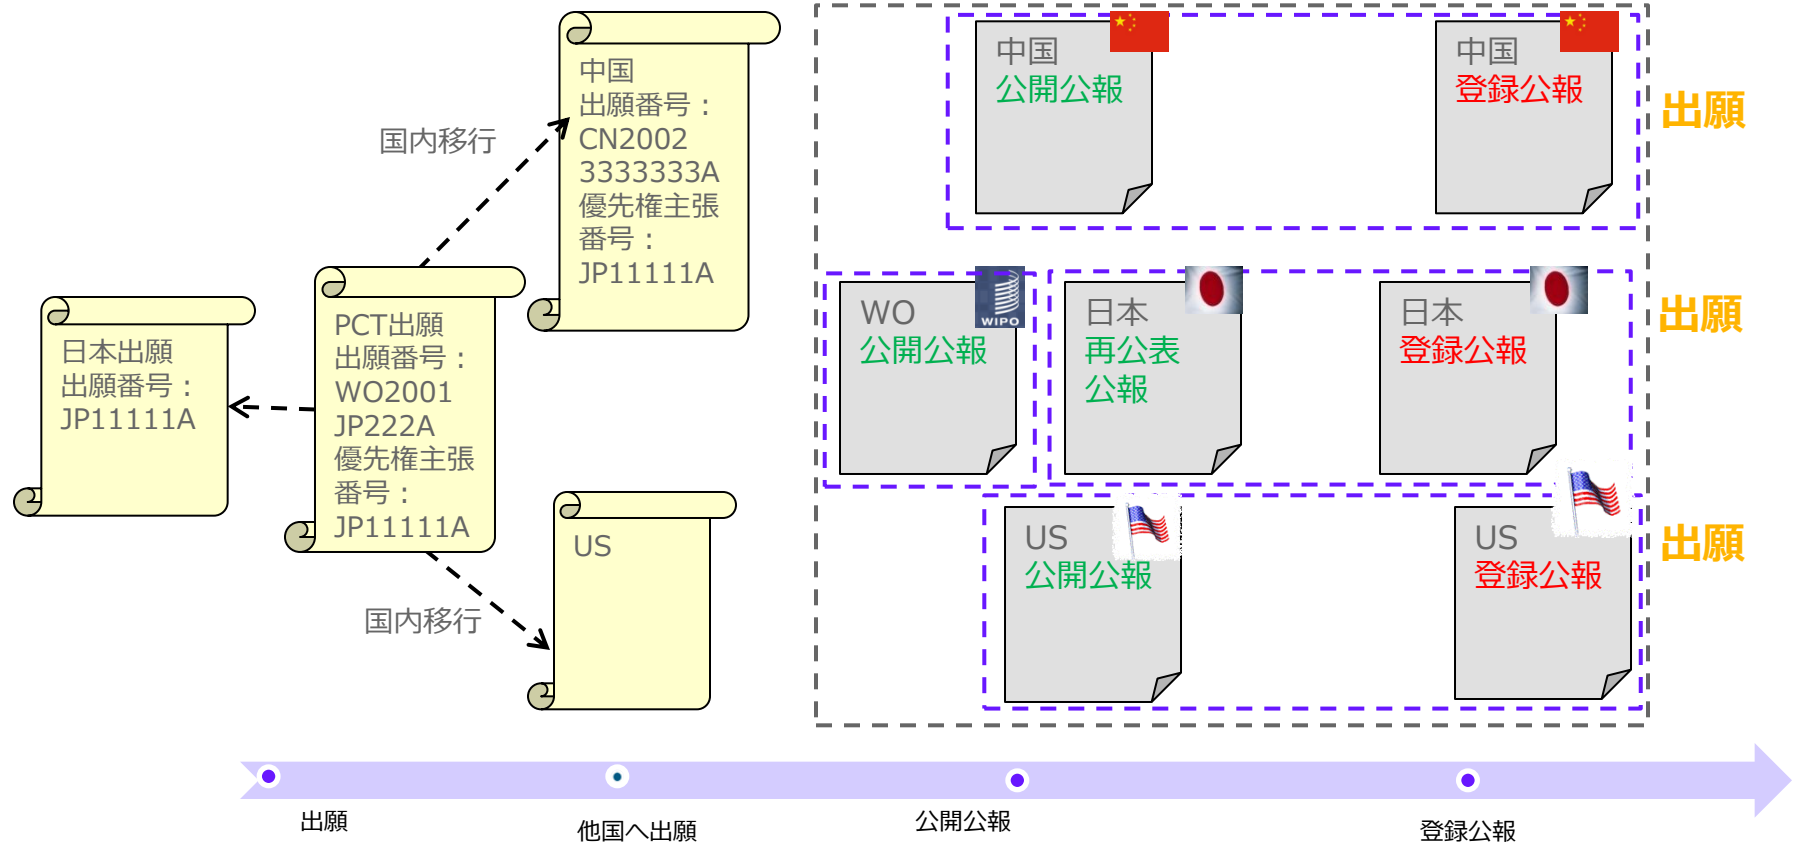 国内移行
中国
出願番号：
CN2002
3333333A
優先権主張
番号：
JP11111A
日本出願
出願番号：
JP11111A
PCT出願
出願番号：
WO2001
JP222A
優先権主張
番号：
JP11111A
国内移行
US
中国
公開公報
中国
登録公報
出願
WO
公開公報
WIPO
日本
再公表
公報
日本
登録公報
出願
US
公開公報
US
登録公報
出願
出願
他国へ出願
公開公報
登録公報